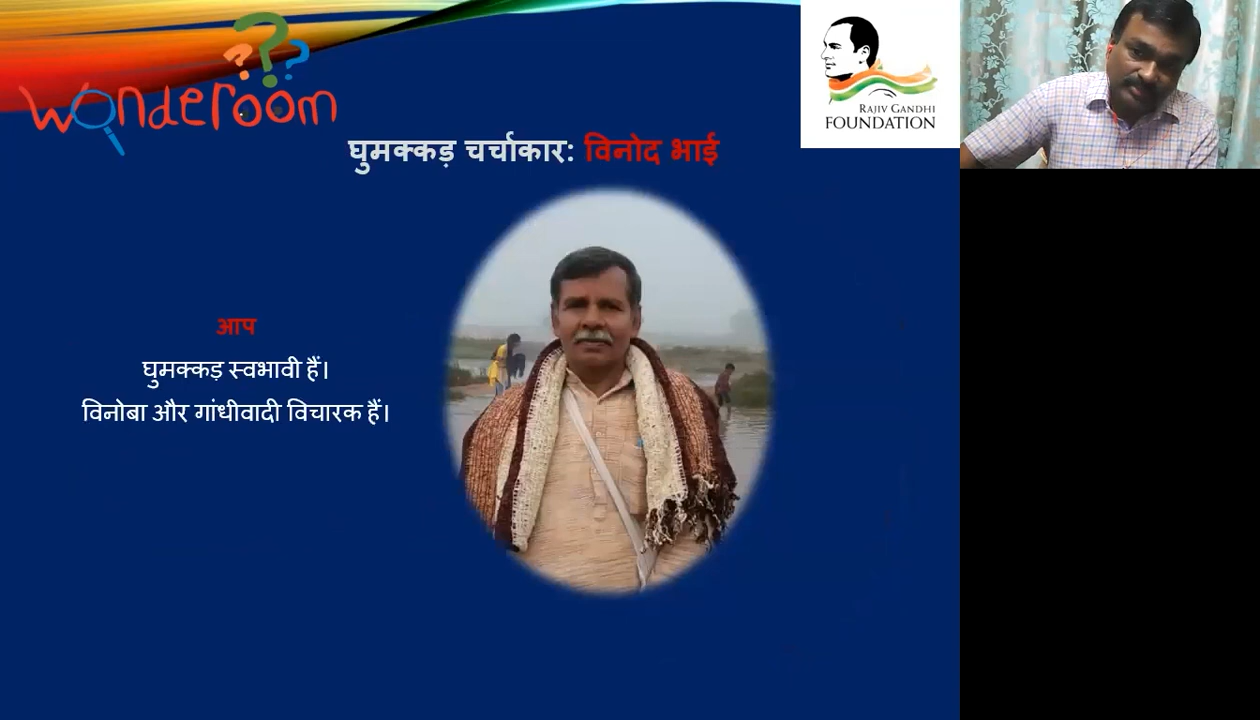 ???
wonderoom
RAJIV GANDHI
FOUNDATION
घुमक्कड़ चर्चाकार: विनोद भाई
आप
घुमक्कड़ स्वभावी हैं।
विनोबा और गांधीवादी विचारक हैं।